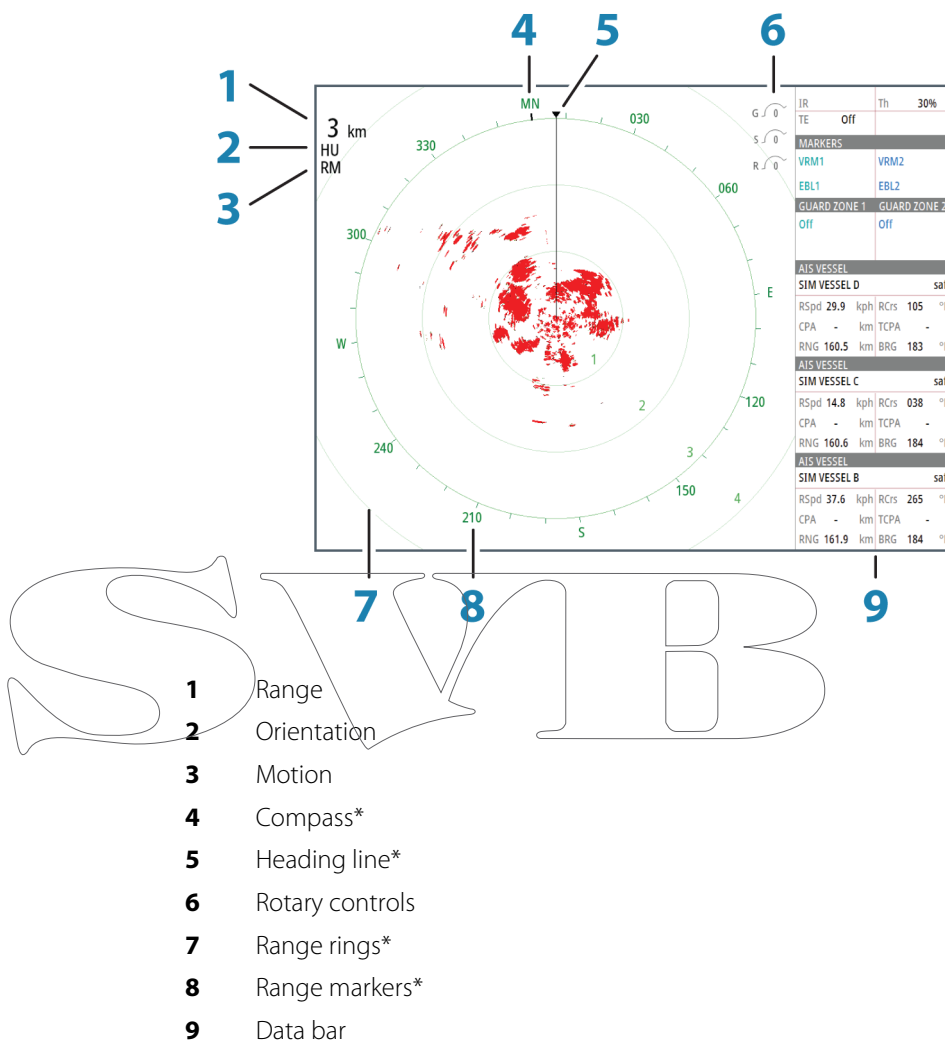 4 5 6
1
2
3
3 km
HU
RM
MN
030
060
E
120
150
S
210
240
W
300
330
1
2
3
4
G 0
S 0
R 0
IR Th 30%
TE Off
MARKERS
VRM1 VRM2
EBL1 EBL2
GUARD ZONE 1 GUARD ZONE 2
Off Off
AIS VESSEL
SIM VESSEL D
RSpd 29.9 kph RCrs 105
CPA - km TCPA -
RNG 160.5 km BRG 183
AIS VESSEL
SIM VESSEL C
RSpd 14.8 kph RCrs 038
CPA - km TCPA -
RNG 160.6 km BRG 184
AIS VESSEL
SIM VESSEL B
RSpd 37.6 kph RCrs 265
CPA - km TCPA -
RNG 161.9 km BRG 184
7 8 9
SVB
1 Range
2 Orientation
3 Motion
4 Compass*
5 Heading line*
6 Rotary controls
7 Range rings*
8 Range markers*
9 Data bar